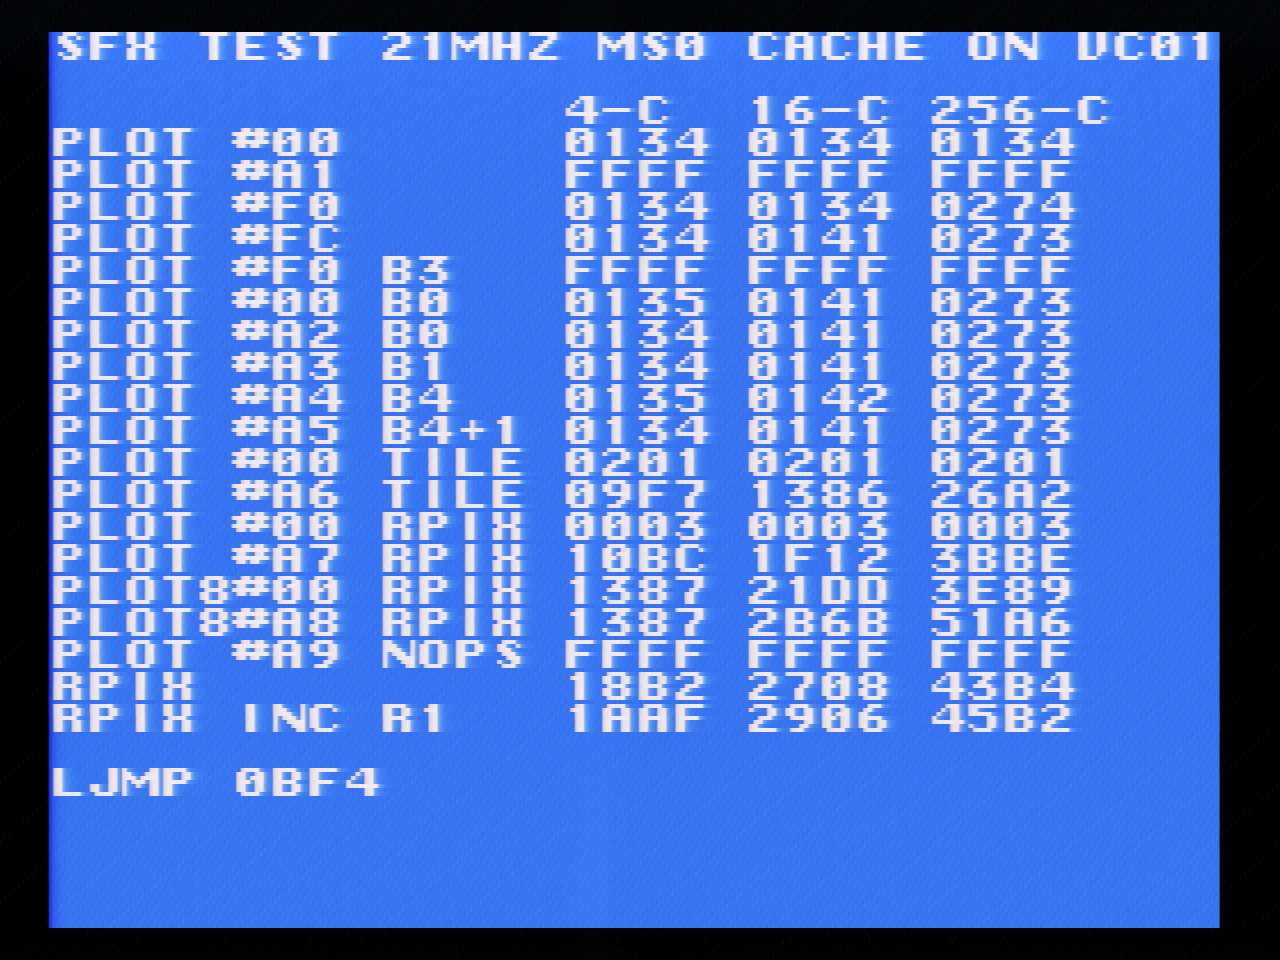 SFX TEST 21MHZ MS0 CACHE ON VC01
4-C 16-C 256-C
PLOT #00 0134 0134 0134
PLOT #A1 FFFF FFFF FFFF
PLOT #F0 0134 0134 0274
PLOT #FC 0134 0141 0273
PLOT #F0 B3 FFFF FFFF FFFF
PLOT #00 B0 0135 0141 0273
PLOT #A2 B0 0134 0141 0273
PLOT #A3 B1 0134 0141 0273
PLOT #A4 B4 0135 0142 0273
PLOT #A5 B4+1 0134 0141 0273
PLOT #00 TILE 0201 0201 0201
PLOT #A6 TILE 09F7 1386 26A2
PLOT #00 RPIX 0003 0003 0003
PLOT #A7 RPIX 10BC 1F12 3BBE
PLOT8#00 RPIX 1387 21DD 3E89
PLOT8#A8 RPIX 1387 2B6B 51A6
PLOT #A9 NOPS FFFF FFFF FFFF
RPIX 18B2 2708 43B4
RPIX INC R1 1AAF 2906 45B2
LJMP 0BF4